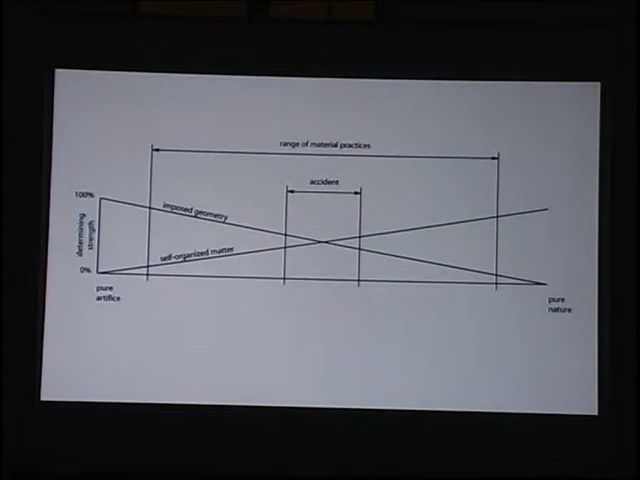 range of material practices
accident
100%
imposed geometry
determining
strength
self-organized matter
0%
pure
artifice
pure
nature